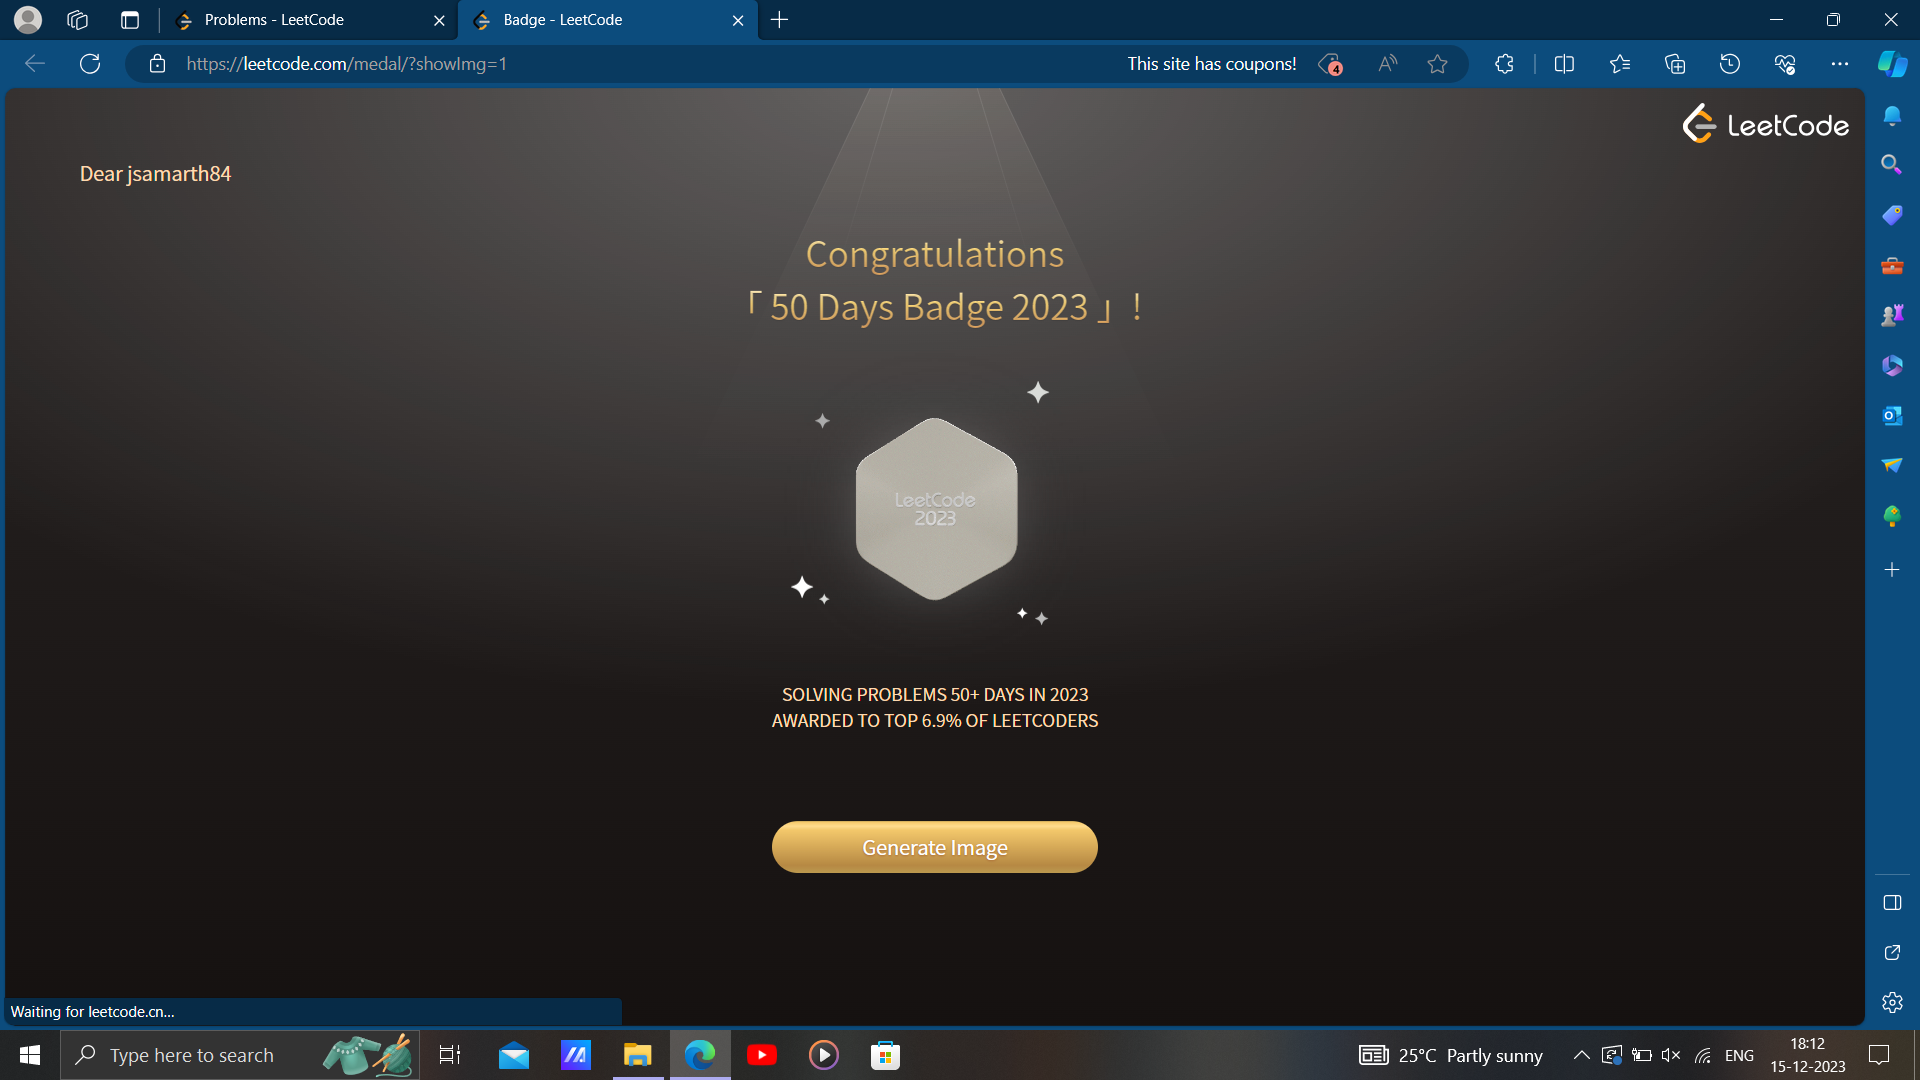 Problems - LeetCode
Badge - LeetCode
https://leetcode.com/medal/?showImg=1
This site has coupons!
4
LeetCode
Dear jsamarth84
Congratulations
「 50 Days Badge 2023 」!
LeetCode
2023
SOLVING PROBLEMS 50+ DAYS IN 2023
AWARDED TO TOP 6.9% OF LEETCODERS
Generate Image
Waiting for leetcode.cn...
Type here to search
25°C Partly sunny
ENG
18:12
15-12-2023